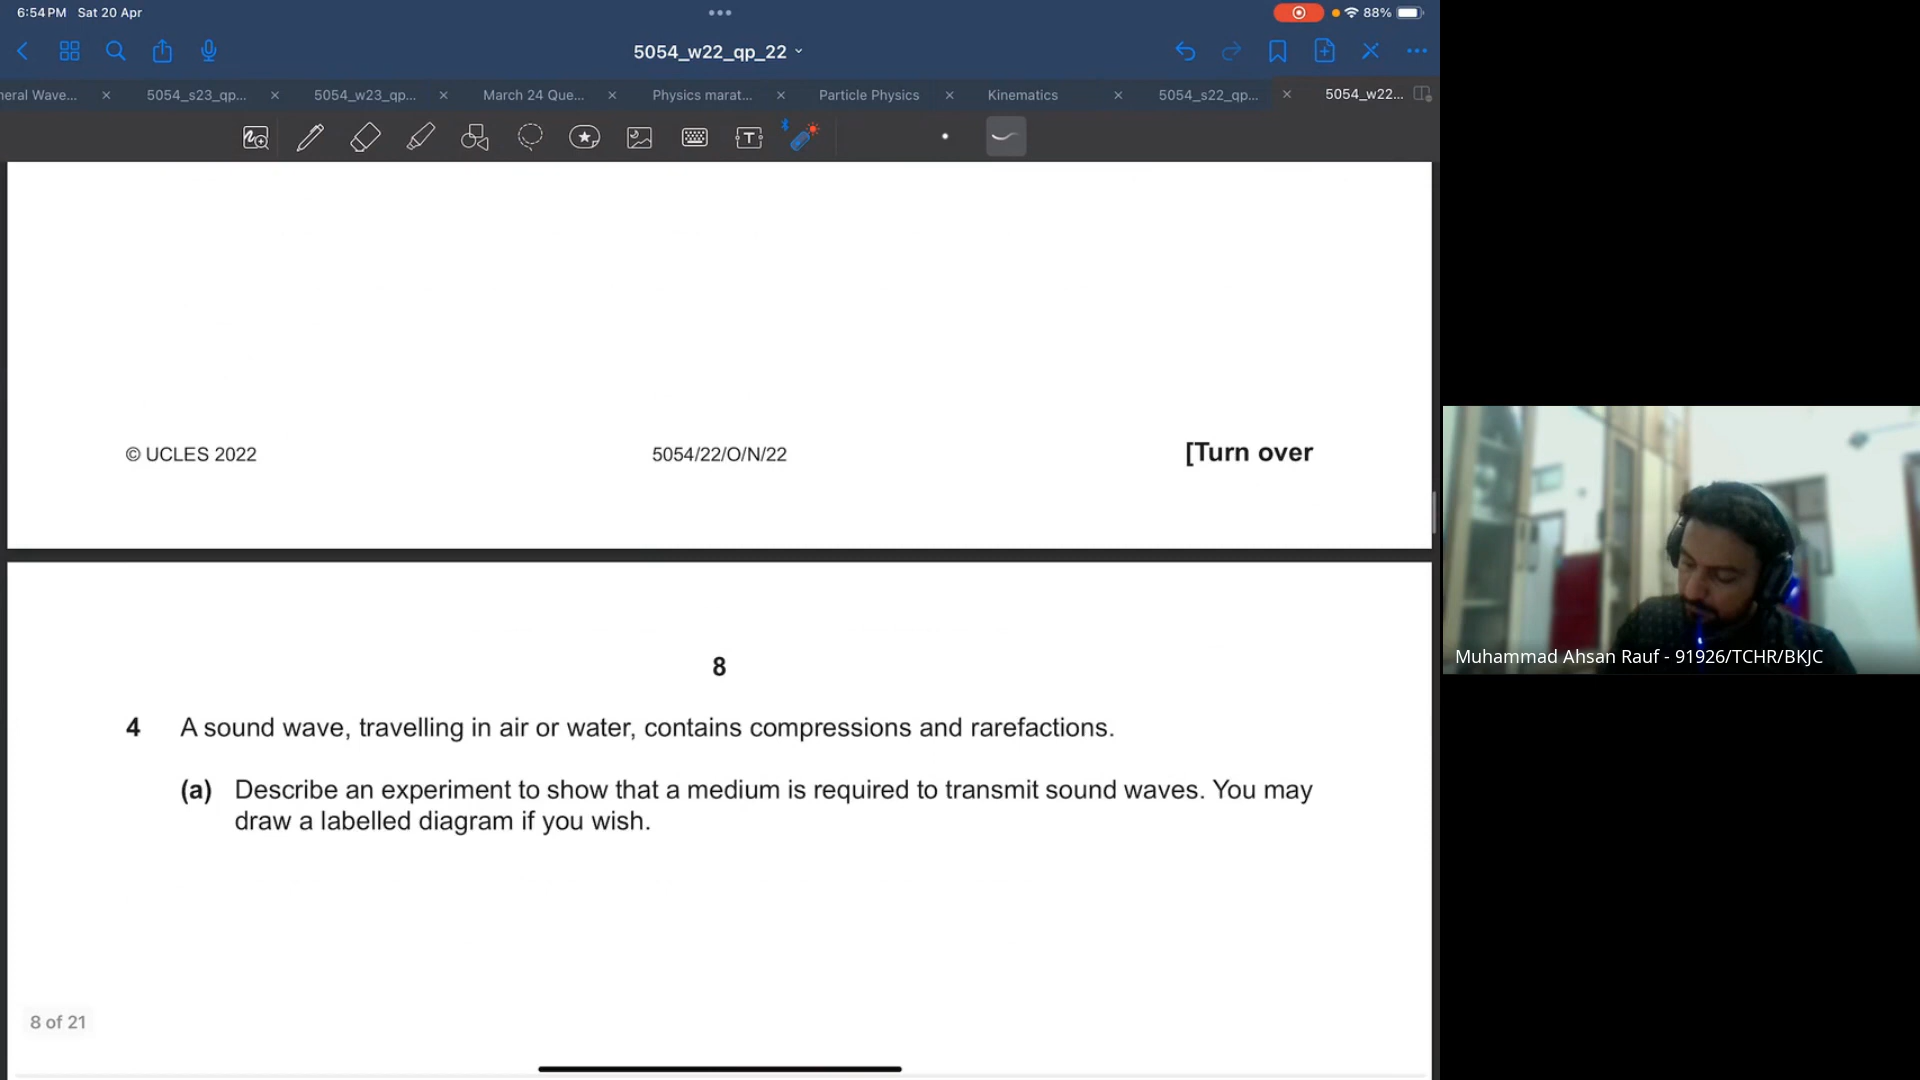 6:54 PM Sat 20 Apr
88%
5054_w22_qp_22
neral Wave...
5054_s23_qp...
5054_w23_qp...
March 24 Que...
Physics marat...
Particle Physics
Kinematics
5054_s22_qp...
5054_w22...
© UCLES 2022
5054/22/O/N/22
[Turn over
8
4 A sound wave, travelling in air or water, contains compressions and rarefactions.
(a) Describe an experiment to show that a medium is required to transmit sound waves. You may
draw a labelled diagram if you wish.
8 of 21
Muhammad Ahsan Rauf - 91926/TCHR/BKJC